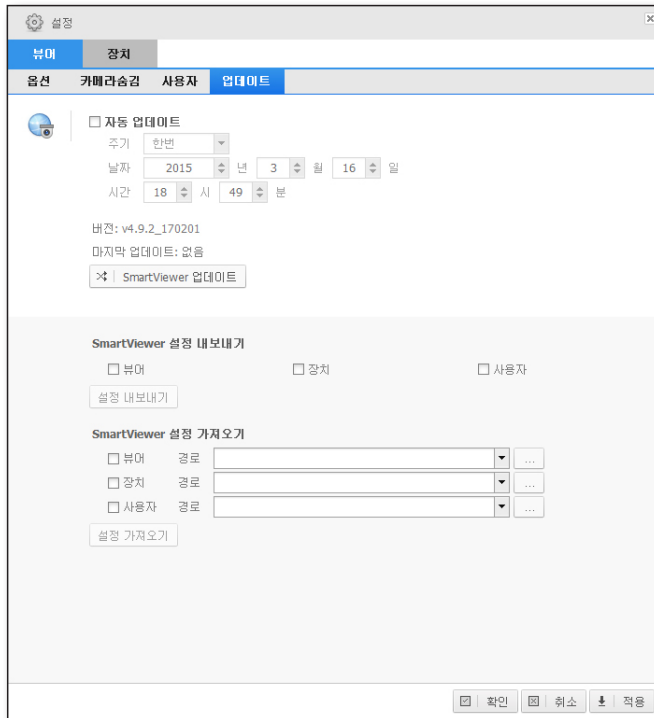 설정
뷰어 장치
옵션 카메라숨김 사용자 업데이트
자동 업데이트
주기 한번
날짜 2015 년 3 월 16 일
시간 18 시 49 분
버전: v4.9.2_170201
마지막 업데이트: 없음
SmartViewer 업데이트
SmartViewer 설정 내보내기
뷰어 장치 사용자
설정 내보내기
SmartViewer 설정 가져오기
뷰어 경로 ...
장치 경로 ...
사용자 경로 ...
설정 가져오기
확인 취소 적용